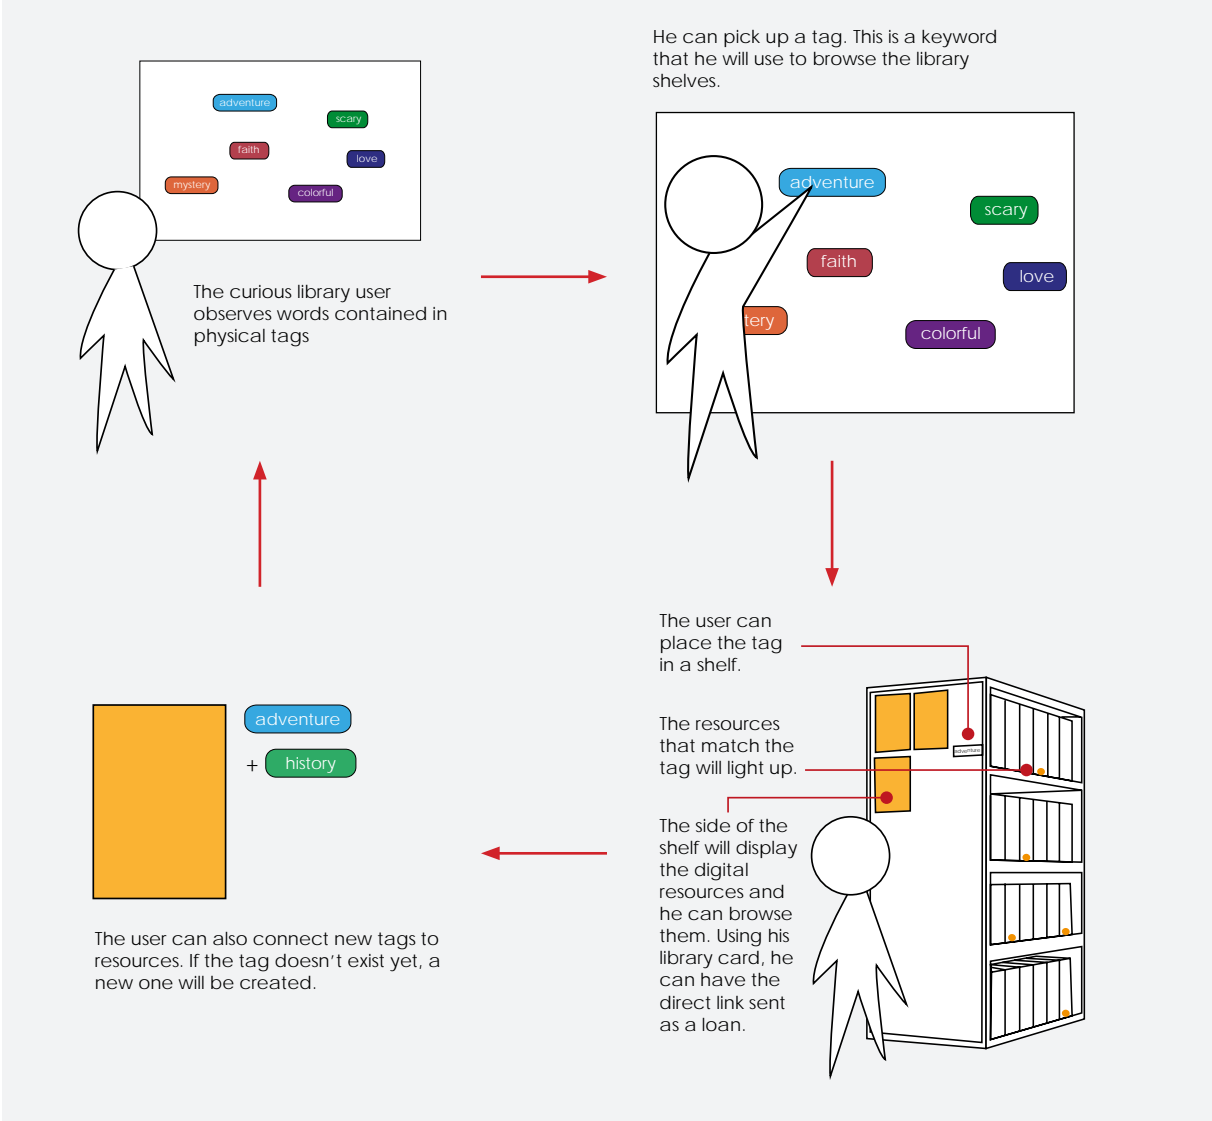 adventure
scary
faith
love
mystery
colorful
The curious library user
observes words contained in
physical tags
He can pick up a tag. This is a keyword
that he will use to browse the library
shelves.
adventure
scary
faith
love
tery
colorful
The user can
place the tag
in a shelf.
The resources
that match the
tag will light up.
The side of the
shelf will display
the digital
resources and
he can browse
them. Using his
library card, he
can have the
direct link sent
as a loan.
adventure
adventure
+ history
The user can also connect new tags to
resources. If the tag doesn't exist yet, a
new one will be created.